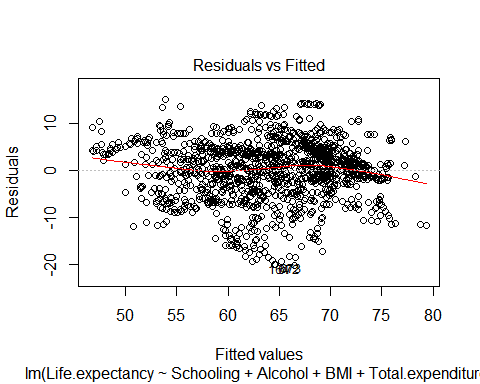 Residuals vs Fitted
10
0
-10
-20
Residuals
50 55 60 65 70 75 80
Fitted values
lm(Life.expectancy ~ Schooling + Alcohol + BMI + Total.expenditur